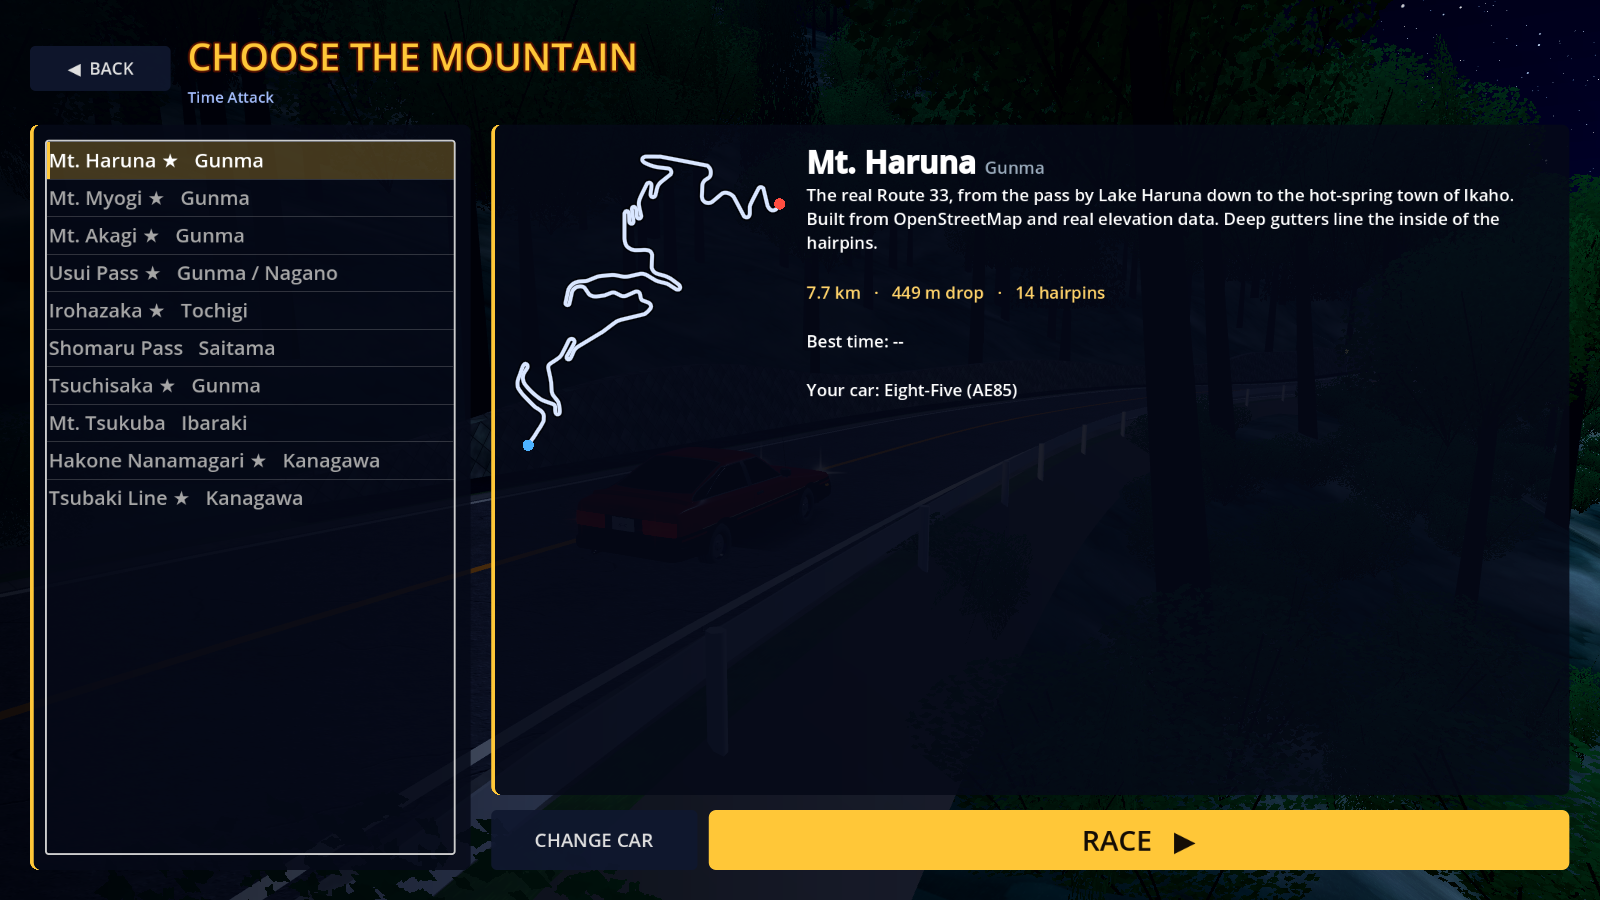 ◀ BACK
CHOOSE THE MOUNTAIN
Time Attack
Mt. Haruna ★ Gunma
Mt. Myogi ★ Gunma
Mt. Akagi ★ Gunma
Usui Pass ★ Gunma / Nagano
Irohazaka ★ Tochigi
Shomaru Pass Saitama
Tsuchisaka ★ Gunma
Mt. Tsukuba Ibaraki
Hakone Nanamagari ★ Kanagawa
Tsubaki Line ★ Kanagawa
Mt. Haruna Gunma
The real Route 33, from the pass by Lake Haruna down to the hot-spring town of Ikaho.
Built from OpenStreetMap and real elevation data. Deep gutters line the inside of the
hairpins.
7.7 km · 449 m drop · 14 hairpins
Best time: --
Your car: Eight-Five (AE85)
CHANGE CAR
RACE ▶